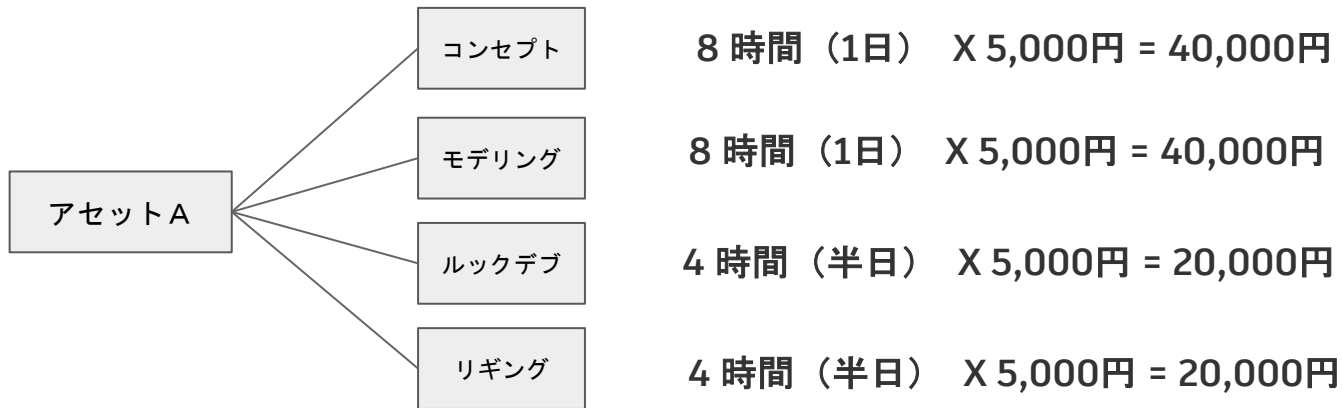 コンセプト
8 時間（1日） X 5,000円 = 40,000円
モデリング
8 時間（1日） X 5,000円 = 40,000円
アセットA
ルックデブ
4 時間（半日） X 5,000円 = 20,000円
リギング
4 時間（半日） X 5,000円 = 20,000円